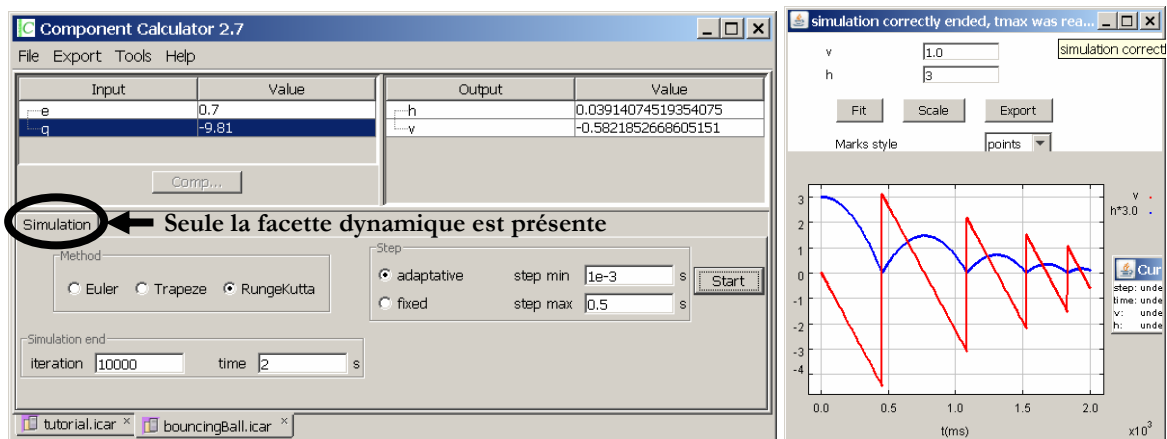 Component Calculator 2.7
File Export Tools Help
Input Value
e 0.7
q -9.81
Output Value
h 0.03914074519354075
v -0.5821852668605151
Comp...
Simulation
Seule la facette dynamique est présente
Method
Euler Trapeze RungeKutta
Step
adaptative step min 1e-3 s
fixed step max 0.5 s
Start
Simulation end
iteration 10000 time 2 s
tutorial.icar × bouncingBall.icar ×
simulation correctly ended, tmax was rea...
simulation correctl
v 1.0
h 3
Fit Scale Export
Marks style points
v
h*3.0
3
2
1
0
-1
-2
-3
-4
0.0 0.5 1.0 1.5 2.0
t(ms) x10³
Cur
step: unde
time: unde
v: unde
h: unde